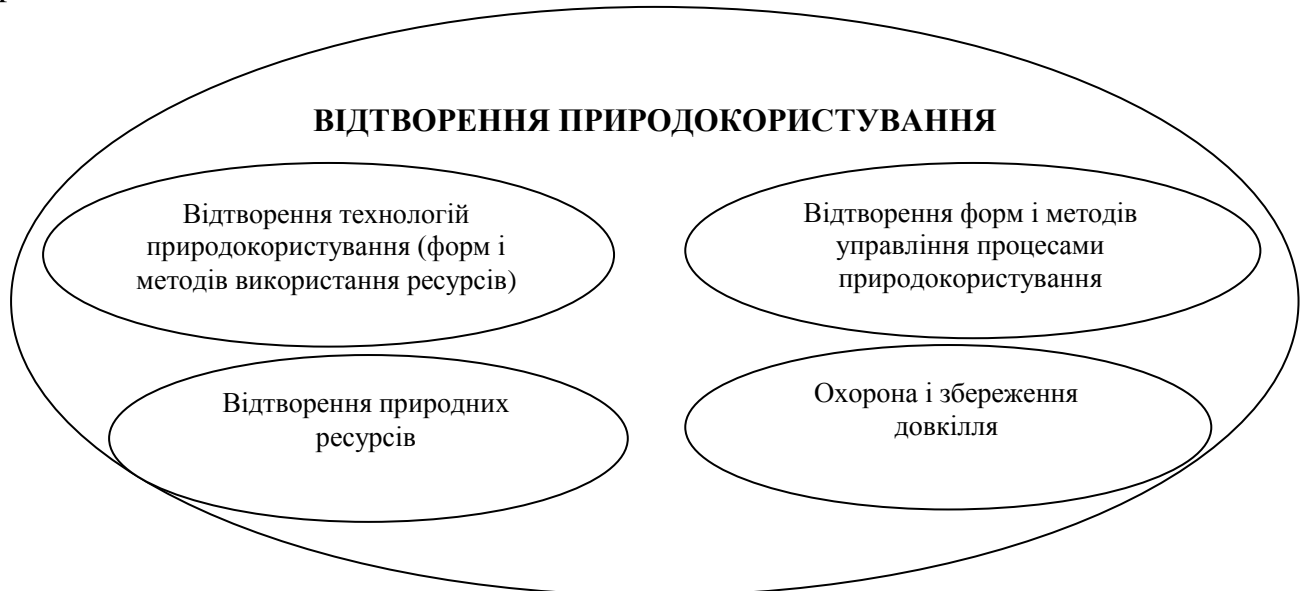 ВІДТВОРЕННЯ ПРИРОДОКОРИСТУВАННЯ
Відтворення технологій
природокористування (форм і
методів використання ресурсів)
Відтворення форм і методів
управління процесами
природокористування
Відтворення природних
ресурсів
Охорона і збереження
довкілля